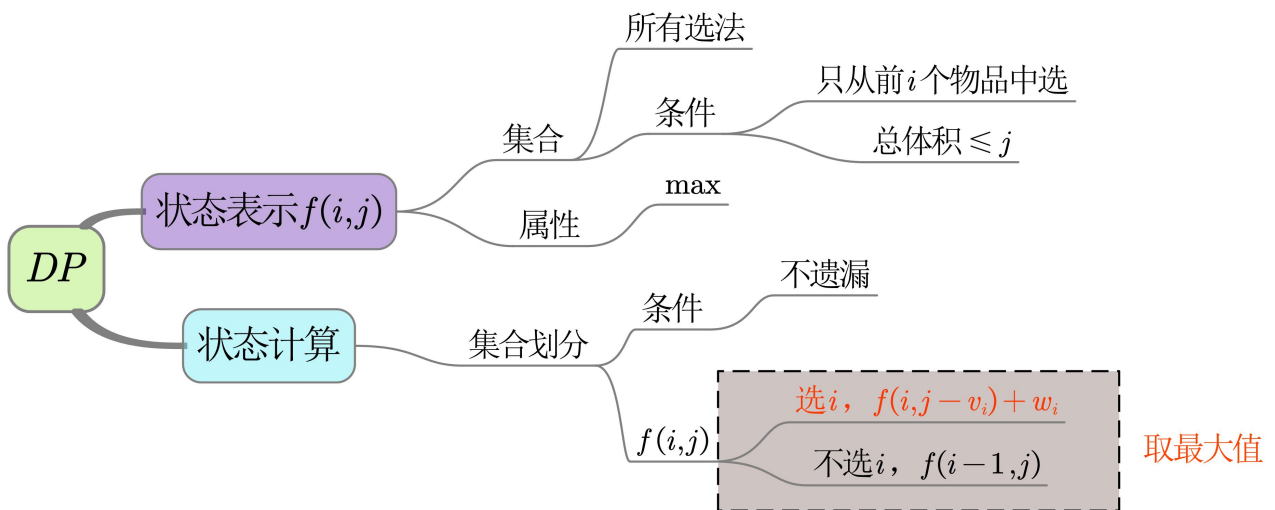 DP
状态表示f(i,j)
集合
所有选法
条件
只从前i个物品中选
总体积≤j
属性
max
状态计算
集合划分
条件
不遗漏
f(i,j)
选i，f(i,j−v_i)+w_i
不选i，f(i−1,j)
取最大值